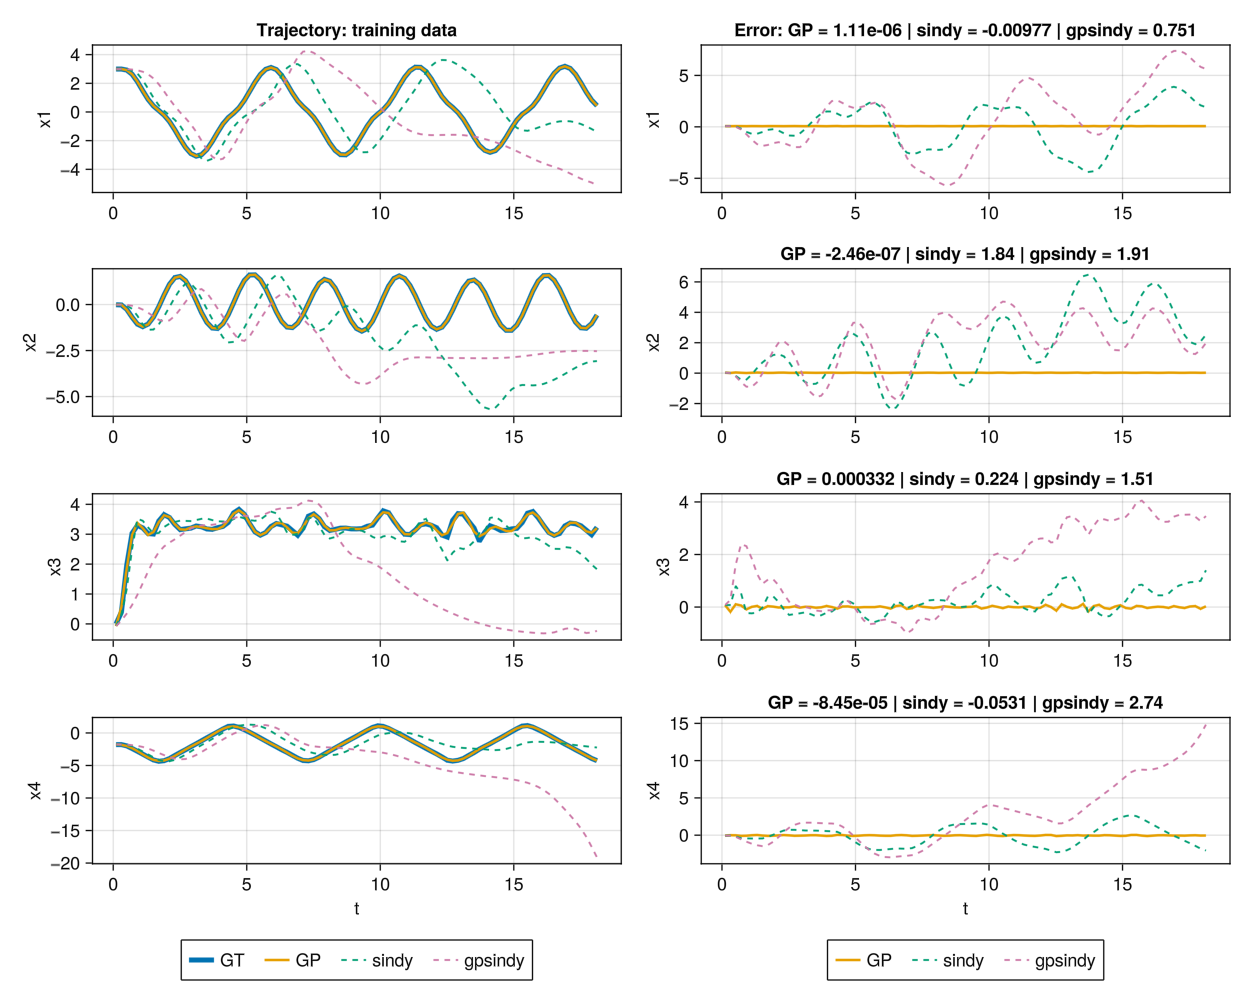 Trajectory: training data
4
2
0
−2
−4
x1
0 5 10 15
Error: GP = 1.11e-06 | sindy = -0.00977 | gpsindy = 0.751
5
0
−5
x1
0 5 10 15
0.0
−2.5
−5.0
x2
0 5 10 15
GP = -2.46e-07 | sindy = 1.84 | gpsindy = 1.91
6
4
2
0
−2
x2
0 5 10 15
4
3
2
1
0
x3
0 5 10 15
GP = 0.000332 | sindy = 0.224 | gpsindy = 1.51
4
2
0
x3
0 5 10 15
0
−5
−10
−15
−20
x4
0 5 10 15
t
GP = -8.45e-05 | sindy = -0.0531 | gpsindy = 2.74
15
10
5
0
x4
0 5 10 15
t
GT GP sindy gpsindy
GP sindy gpsindy